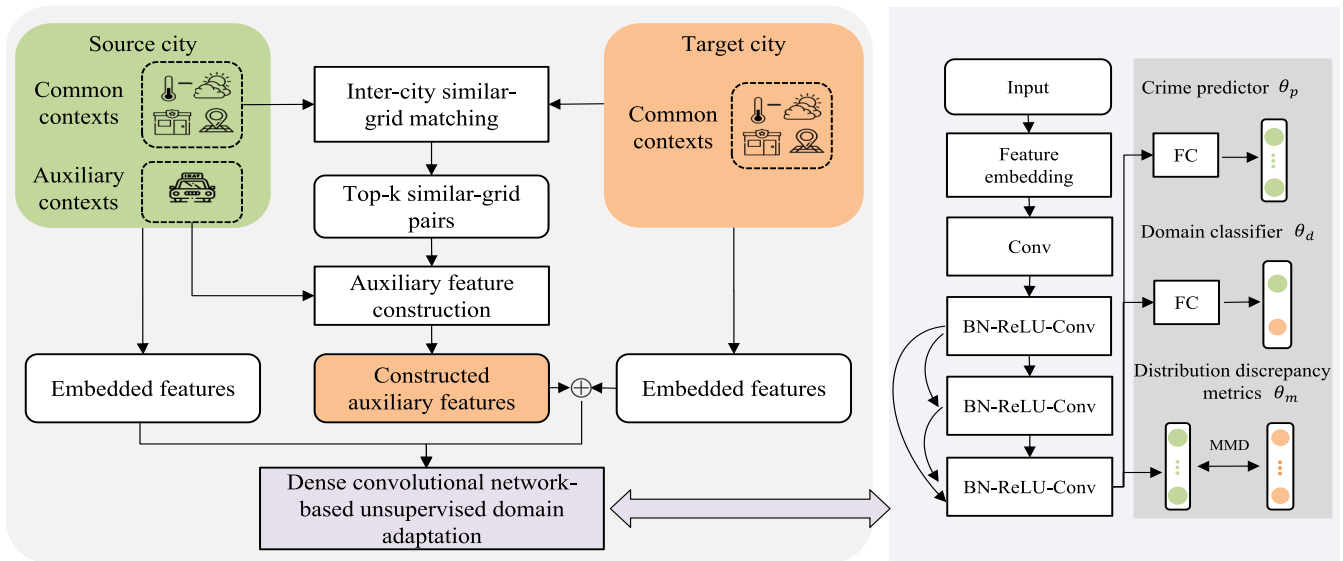 Source city
Common
contexts
Auxiliary
contexts
Inter-city similar-
grid matching
Top-k similar-grid
pairs
Auxiliary feature
construction
Target city
Common
contexts
Embedded features
Constructed
auxiliary features
⊕
Embedded features
Dense convolutional network-
based unsupervised domain
adaptation
Input
Feature
embedding
Conv
BN-ReLU-Conv
BN-ReLU-Conv
BN-ReLU-Conv
Crime predictor θ_p
FC
Domain classifier θ_d
FC
Distribution discrepancy
metrics θ_m
MMD